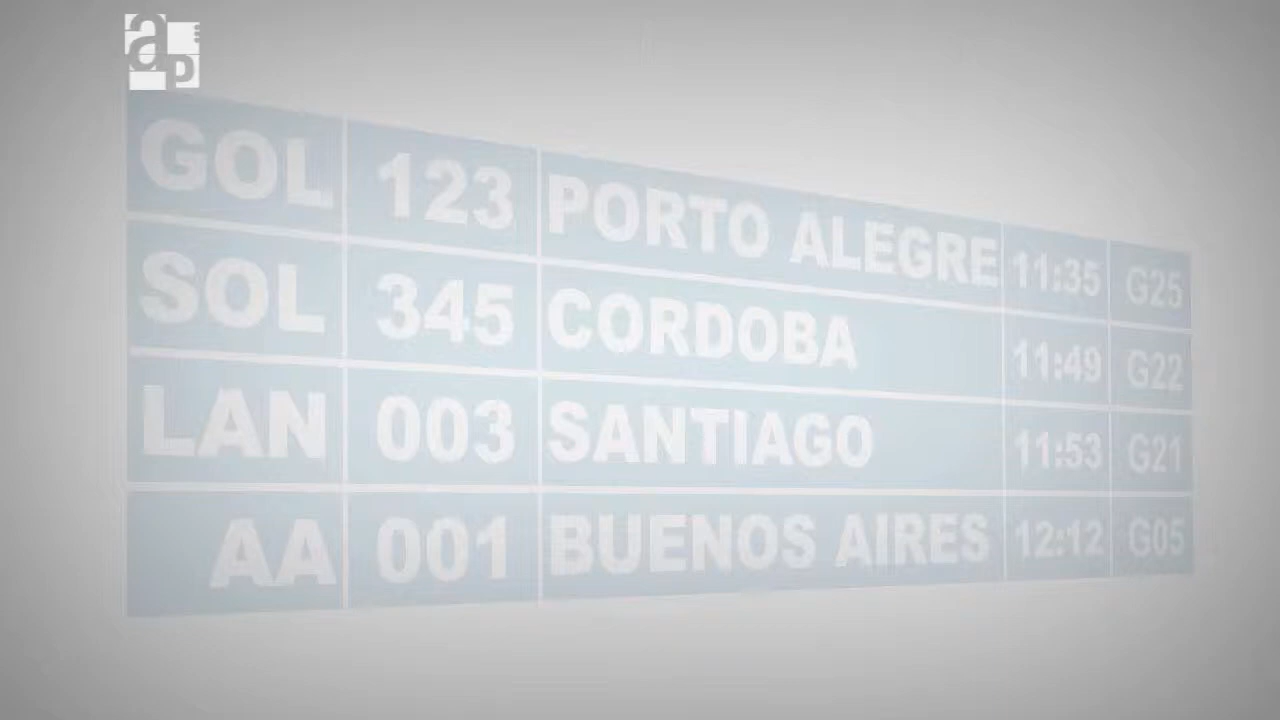 ap
GOL 123 PORTO ALEGRE 11:35 G25
SOL 345 CORDOBA 11:49 G22
LAN 003 SANTIAGO 11:53 G21
AA 001 BUENOS AIRES 12:12 G05